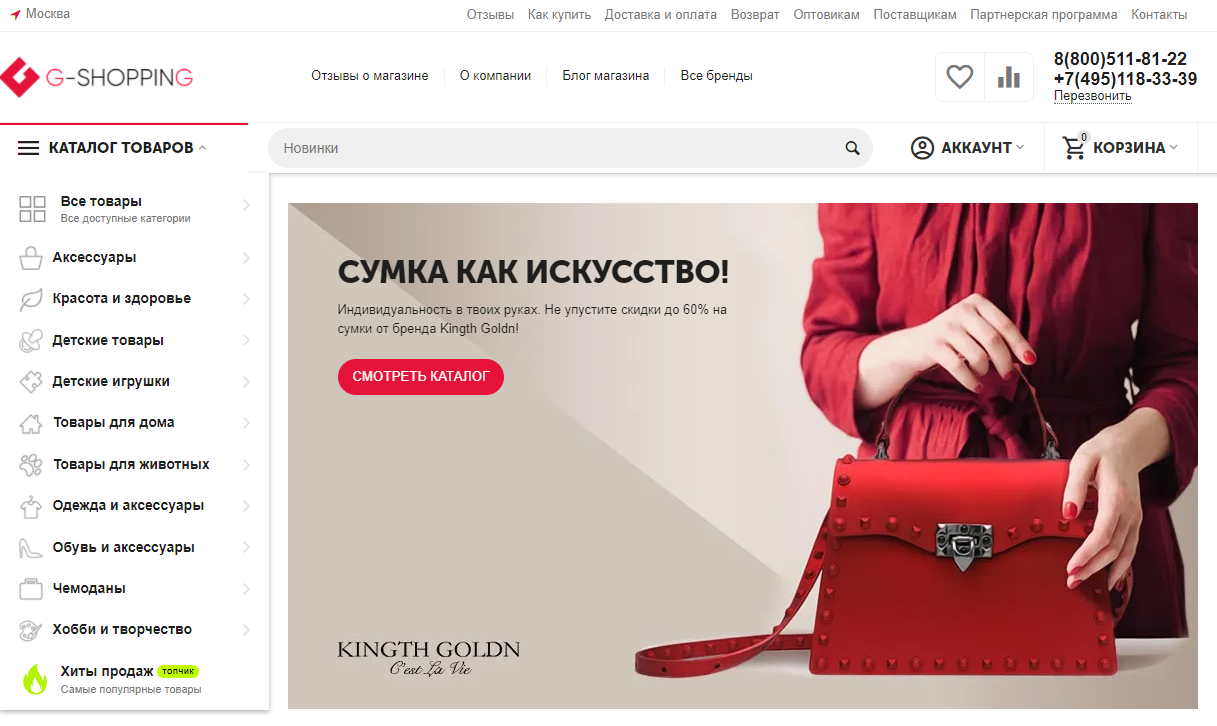 Москва
Отзывы Как купить Доставка и оплата Возврат Оптовикам Поставщикам Партнерская программа Контакты
G-SHOPPING
Отзывы о магазине О компании Блог магазина Все бренды
8(800)511-81-22
+7(495)118-33-39
Перезвонить
КАТАЛОГ ТОВАРОВ
Новинки
АККАУНТ
0
КОРЗИНА
Все товары
Все доступные категории
Аксессуары
Красота и здоровье
Детские товары
Детские игрушки
Товары для дома
Товары для животных
Одежда и аксессуары
Обувь и аксессуары
Чемоданы
Хобби и творчество
Хиты продаж топчик
Самые популярные товары
СУМКА КАК ИСКУССТВО!
Индивидуальность в твоих руках. Не упустите скидки до 60% на
сумки от бренда Kingth Goldn!
СМОТРЕТЬ КАТАЛОГ
KINGTH GOLDN
C'est La Vie